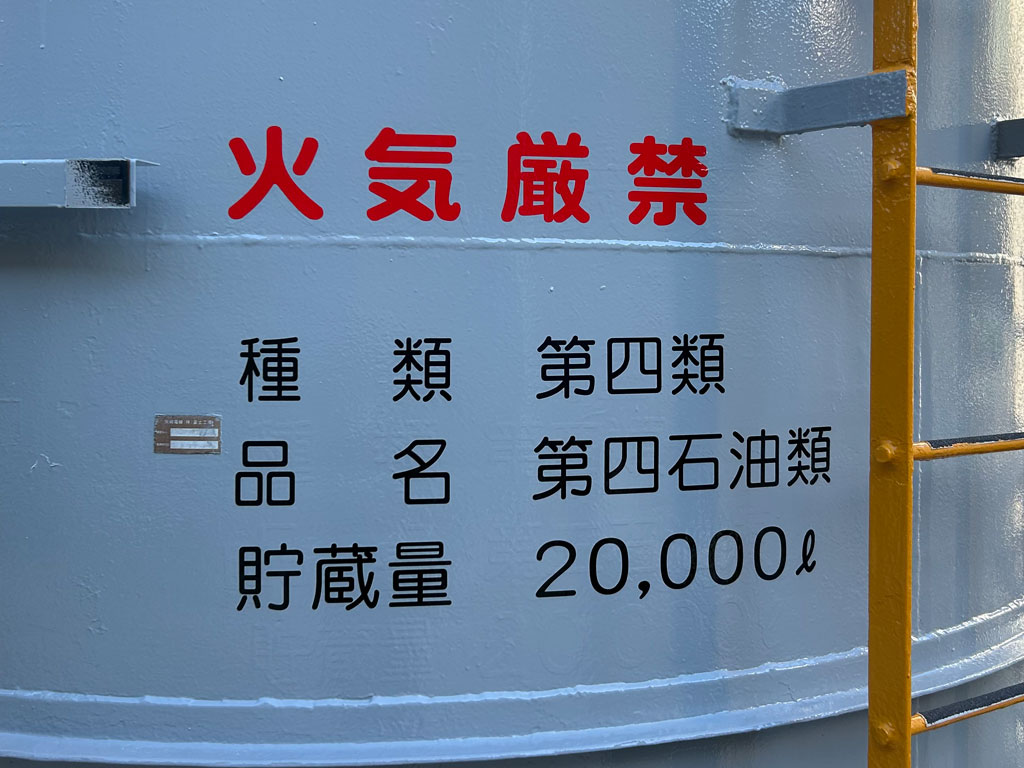 火気厳禁
種類 第四類
品名 第四石油類
貯蔵量 20,000ℓ